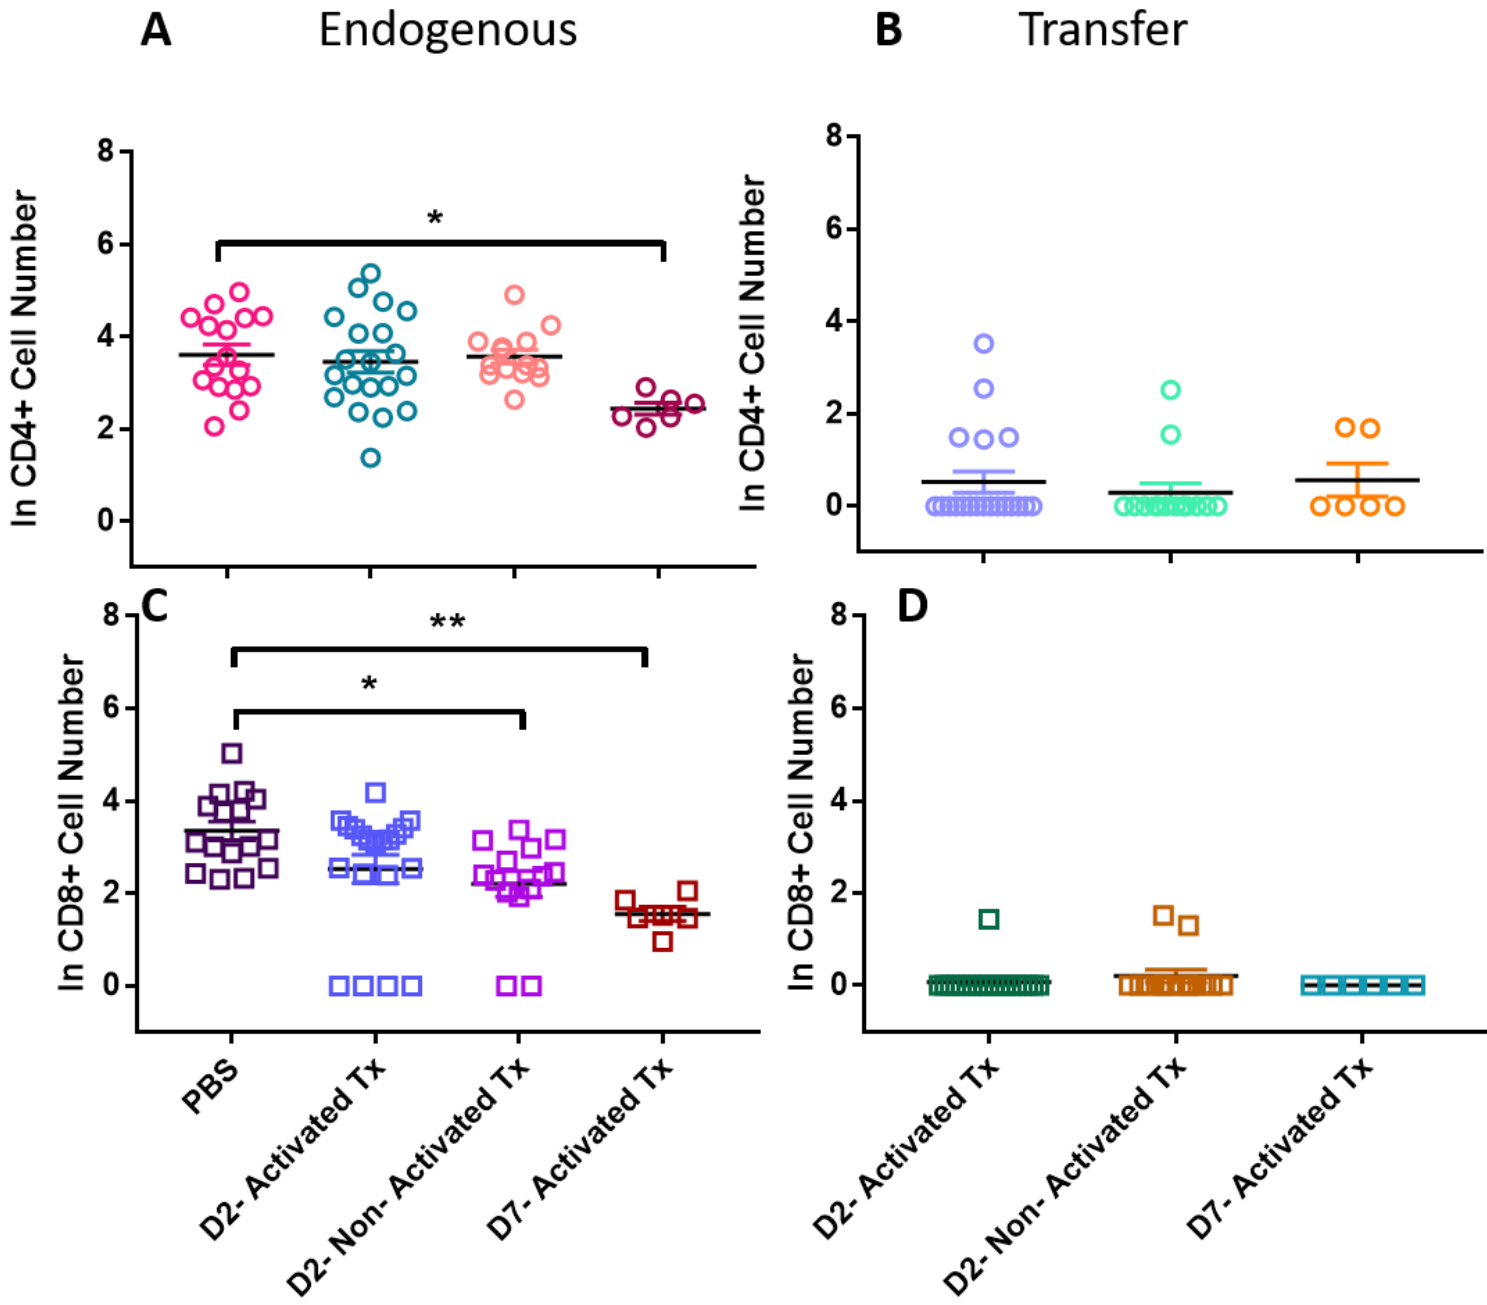 A Endogenous
B Transfer
8
6
4
2
0
ln CD4+ Cell Number
*
8
6
4
2
0
ln CD4+ Cell Number
C
8
6
4
2
0
ln CD8+ Cell Number
**
*
PBS
D2- Activated Tx
D2- Non- Activated Tx
D7- Activated Tx
D
8
6
4
2
0
ln CD8+ Cell Number
D2- Activated Tx
D2- Non- Activated Tx
D7- Activated Tx